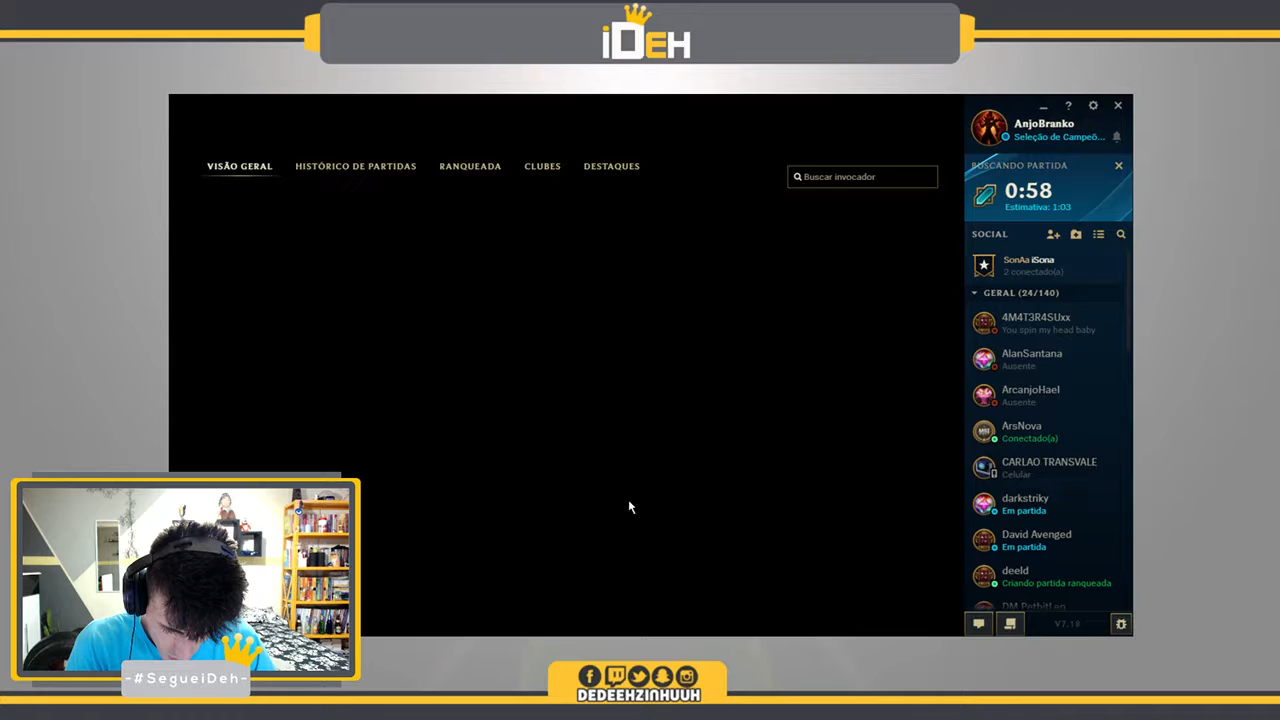 iDEH
VISÃO GERAL
HISTÓRICO DE PARTIDAS
RANQUEADA
CLUBES
DESTAQUES
Buscar invocador
?
AnjoBranko
Seleção de Campeõ...
BUSCANDO PARTIDA
0:58
Estimativa: 1:03
SOCIAL
SonAa iSona
2 conectado(a)
GERAL (24/140)
4M4T3R4SUxx
You spin my head baby
AlanSantana
Ausente
ArcanjoHael
Ausente
ArsNova
Conectado(a)
CARLAO TRANSVALE
Celular
darkstriky
Em partida
David Avenged
Em partida
deeld
Criando partida ranqueada
V7.18
-#SegueiDeh-
DEDEEHZINHUUH